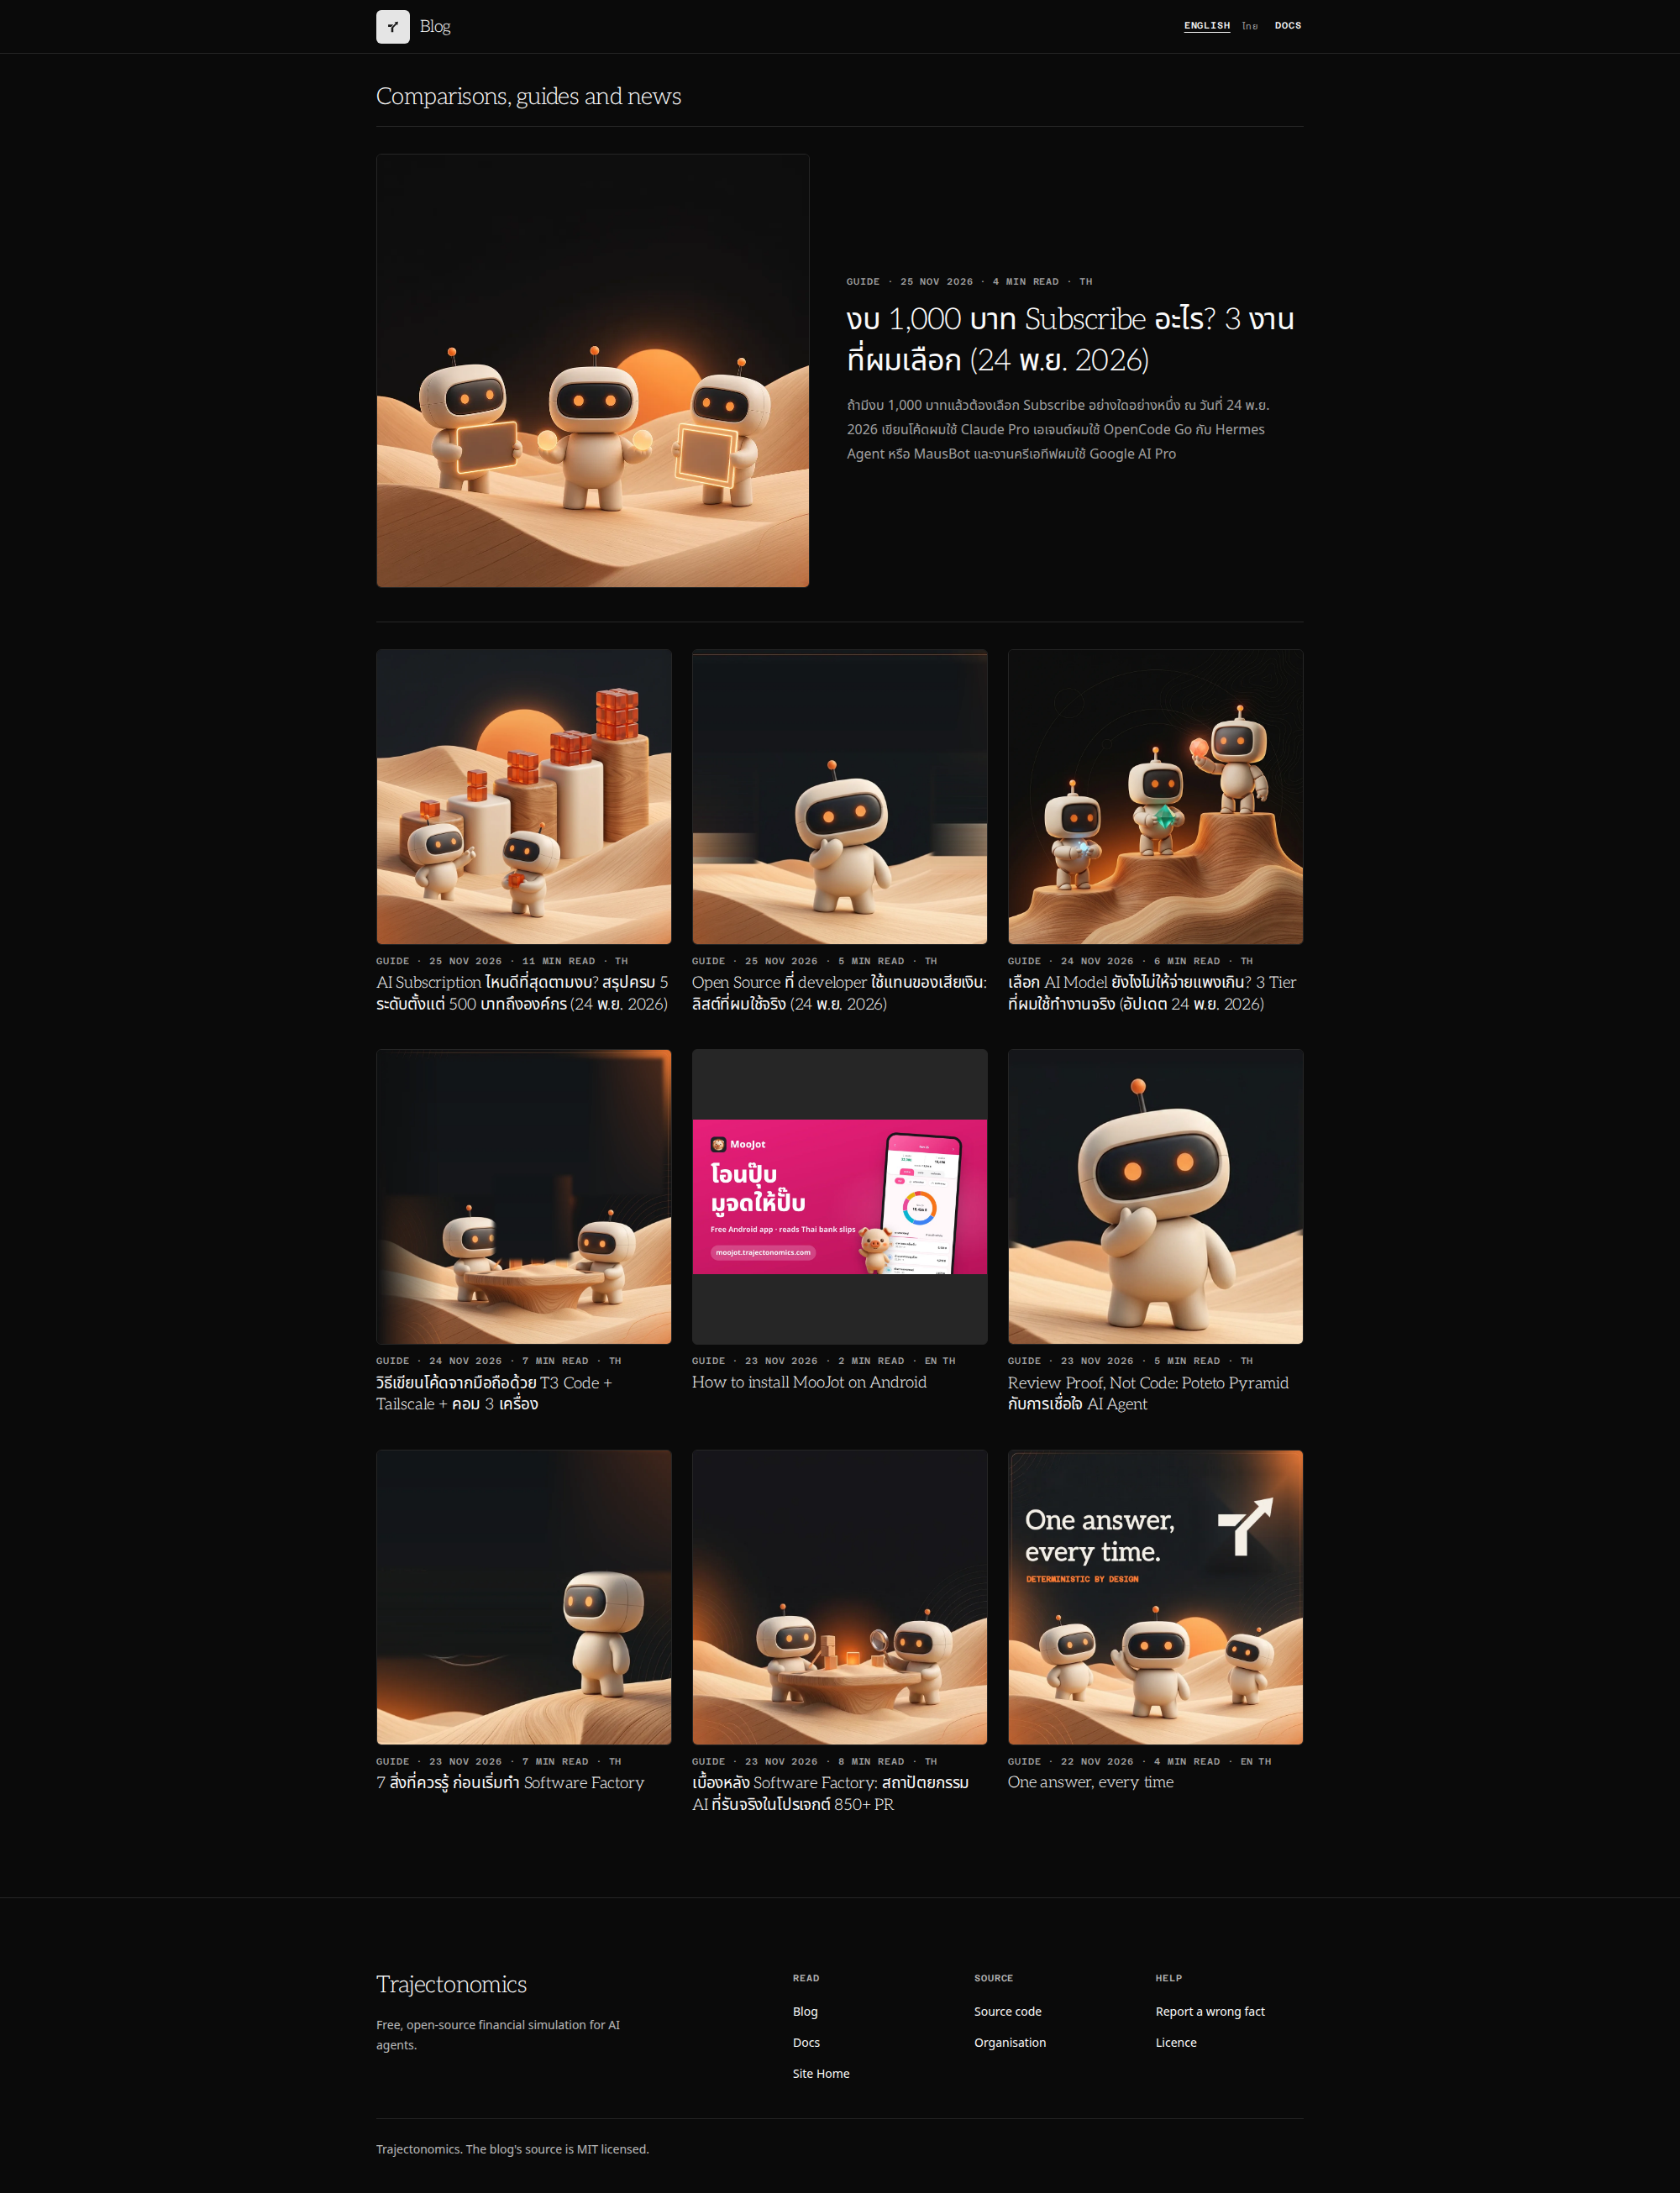 Blog
ENGLISH ไทย DOCS
Comparisons, guides and news
GUIDE · 25 NOV 2026 · 4 MIN READ · TH
งบ 1,000 บาท Subscribe อะไร? 3 งาน
ที่ผมเลือก (24 พ.ย. 2026)
ถ้ามีงบ 1,000 บาทแล้วต้องเลือก Subscribe อย่างใดอย่างหนึ่ง ณ วันที่ 24 พ.ย.
2026 เขียนโค้ดผมใช้ Claude Pro เอเจนต์ผมใช้ OpenCode Go กับ Hermes
Agent หรือ MausBot และงานครีเอทีฟผมใช้ Google AI Pro
GUIDE · 25 NOV 2026 · 11 MIN READ · TH
AI Subscription ไหนดีที่สุดตามงบ? สรุปครบ 5
ระดับตั้งแต่ 500 บาทถึงองค์กร (24 พ.ย. 2026)
GUIDE · 25 NOV 2026 · 5 MIN READ · TH
Open Source ที่ developer ใช้แทนของเสียเงิน:
ลิสต์ที่ผมใช้จริง (24 พ.ย. 2026)
GUIDE · 24 NOV 2026 · 6 MIN READ · TH
เลือก AI Model ยังไงไม่ให้จ่ายแพงเกิน? 3 Tier
ที่ผมใช้ทำงานจริง (อัปเดต 24 พ.ย. 2026)
GUIDE · 24 NOV 2026 · 7 MIN READ · TH
วิธีเขียนโค้ดจากมือถือด้วย T3 Code +
Tailscale + คอม 3 เครื่อง
MooJot
โอนปุ๊บ
มูจดให้ปั๊บ
Free Android app · reads Thai bank slips
moojot.trajectonomics.com
GUIDE · 23 NOV 2026 · 2 MIN READ · EN TH
How to install MooJot on Android
GUIDE · 23 NOV 2026 · 5 MIN READ · TH
Review Proof, Not Code: Poteto Pyramid
กับการเชื่อใจ AI Agent
GUIDE · 23 NOV 2026 · 7 MIN READ · TH
7 สิ่งที่ควรรู้ ก่อนเริ่มทำ Software Factory
GUIDE · 23 NOV 2026 · 8 MIN READ · TH
เบื้องหลัง Software Factory: สถาปัตยกรรม
AI ที่รันจริงในโปรเจกต์ 850+ PR
One answer,
every time.
DETERMINISTIC BY DESIGN
GUIDE · 22 NOV 2026 · 4 MIN READ · EN TH
One answer, every time
Trajectonomics
Free, open-source financial simulation for AI
agents.
READ
Blog
Docs
Site Home
SOURCE
Source code
Organisation
HELP
Report a wrong fact
Licence
Trajectonomics. The blog's source is MIT licensed.